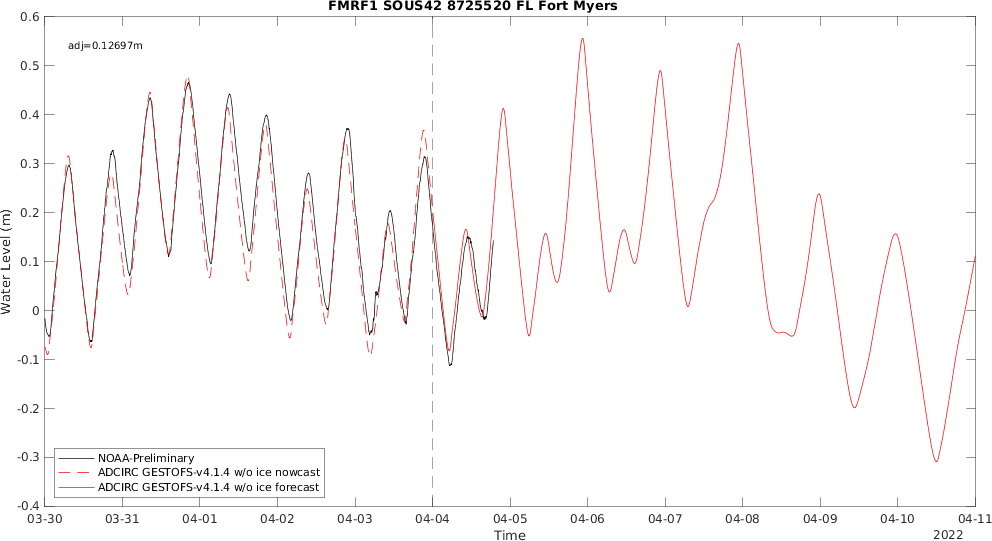 FMRF1 SOUS42 8725520 FL Fort Myers
adj=0.12697m
0.6
0.5
0.4
0.3
0.2
0.1
0
-0.1
-0.2
-0.3
-0.4
Water Level (m)
NOAA-Preliminary
ADCIRC GESTOFS-v4.1.4 w/o ice nowcast
ADCIRC GESTOFS-v4.1.4 w/o ice forecast
03-30 03-31 04-01 04-02 04-03 04-04 04-05 04-06 04-07 04-08 04-09 04-10 04-11
Time
2022